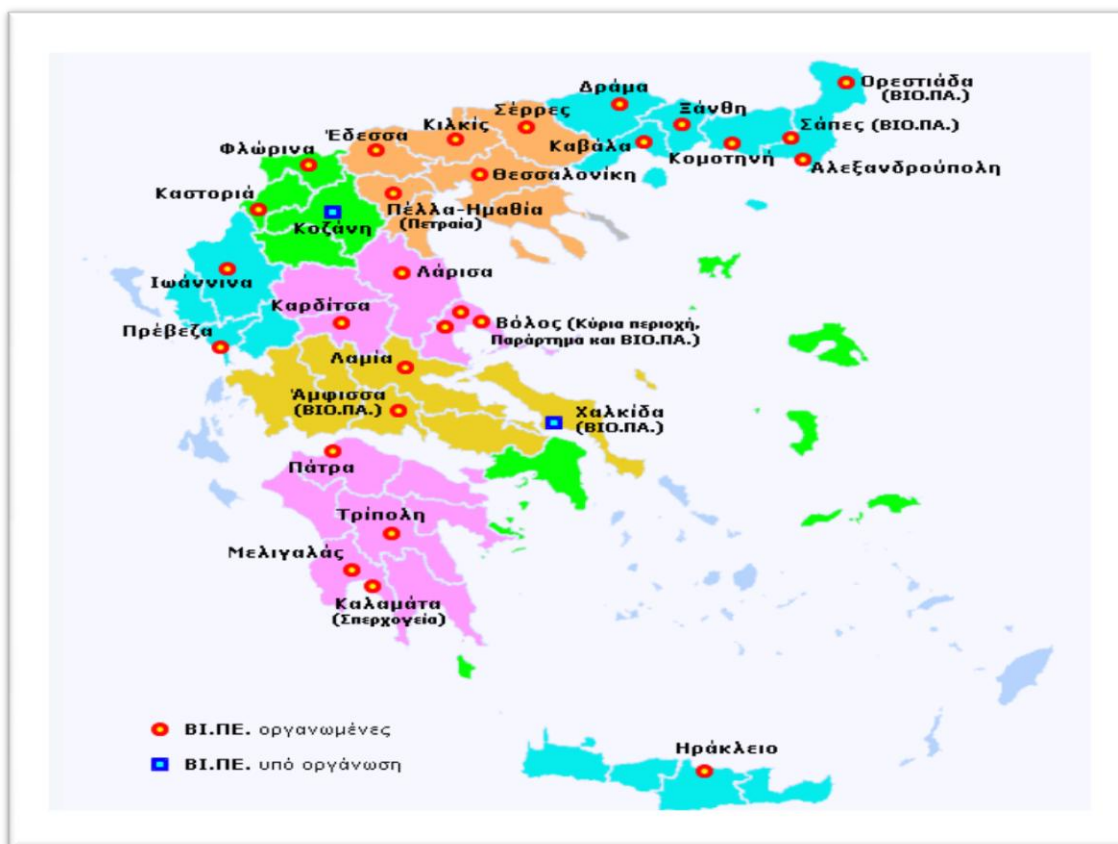 Ορεστιάδα
(ΒΙΟ.ΠΑ.)
Δράμα
Ξάνθη
Σέρρες
Κιλκίς
Έδεσσα
Φλώρινα
Καβάλα
Σάπες (ΒΙΟ.ΠΑ.)
Κομοτηνή
Αλεξανδρούπολη
Θεσσαλονίκη
Καστοριά
Πέλλα-Ημαθία
(Πετραία)
Κοζάνη
Λάρισα
Ιωάννινα
Καρδίτσα
Βόλος (Κύρια περιοχή,
Παράρτημα και ΒΙΟ.ΠΑ.)
Πρέβεζα
Λαμία
Άμφισσα
(ΒΙΟ.ΠΑ.)
Χαλκίδα
(ΒΙΟ.ΠΑ.)
Πάτρα
Τρίπολη
Μελιγαλάς
Καλαμάτα
(Σπερχογεία)
ΒΙ.ΠΕ. οργανωμένες
ΒΙ.ΠΕ. υπό οργάνωση
Ηράκλειο